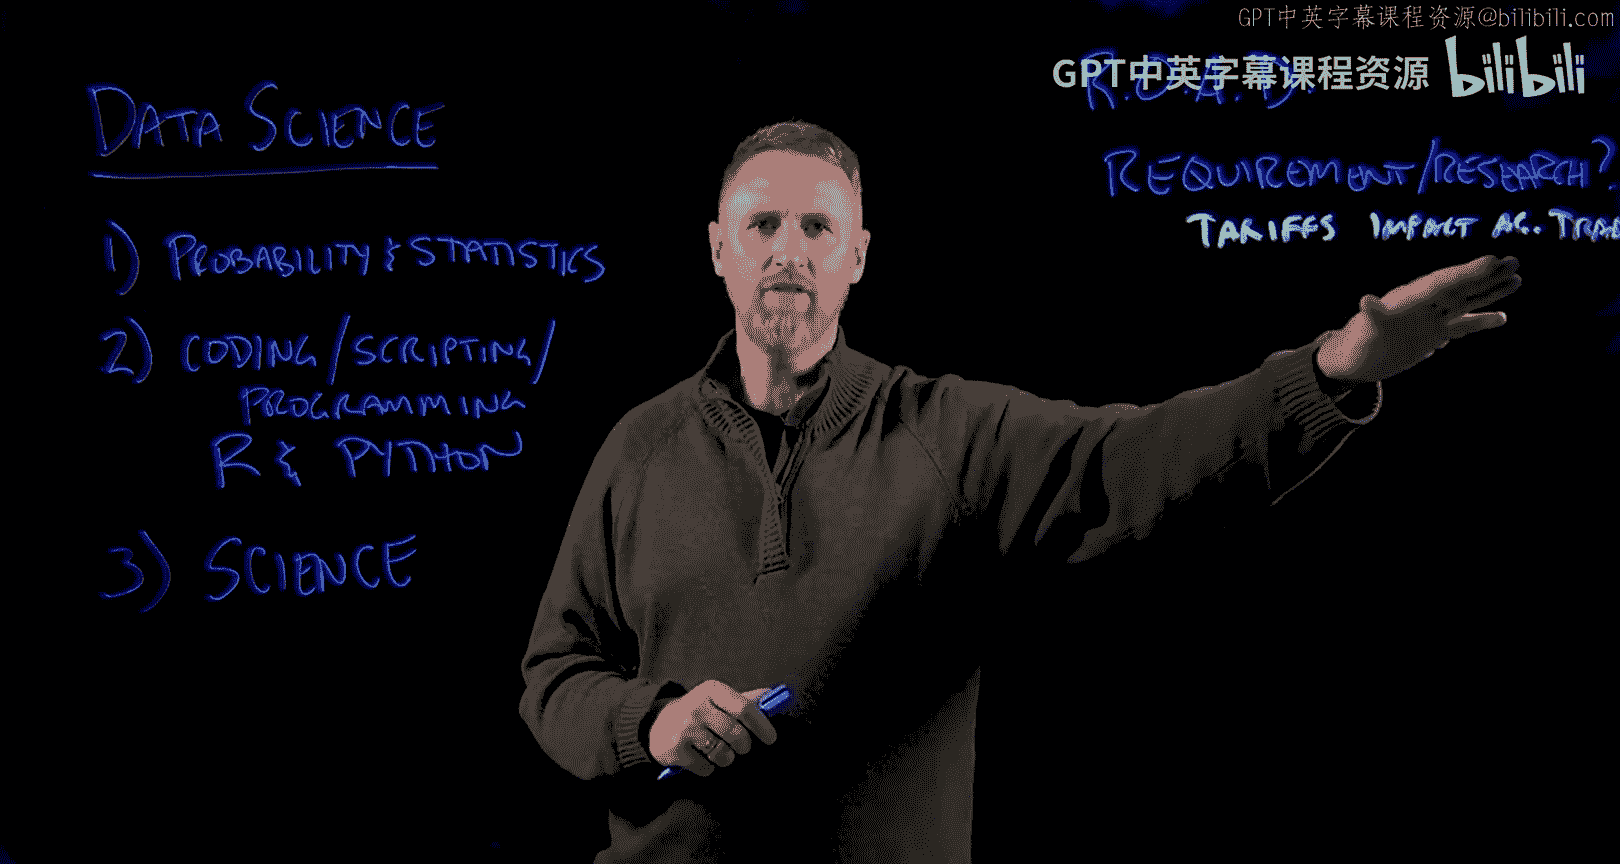 GPT中英字幕课程资源@bilibili.com
GPT中英字幕课程资源 bilibili
DATA SCIENCE
1) PROBABILITY & STATISTICS
2) CODING/SCRIPTING/
PROGRAMMING
R & PYTHON
3) SCIENCE
R.O.A.D.
REQUIREMENT/RESEARCH?
TARIFFS IMPACT AG. TRAD